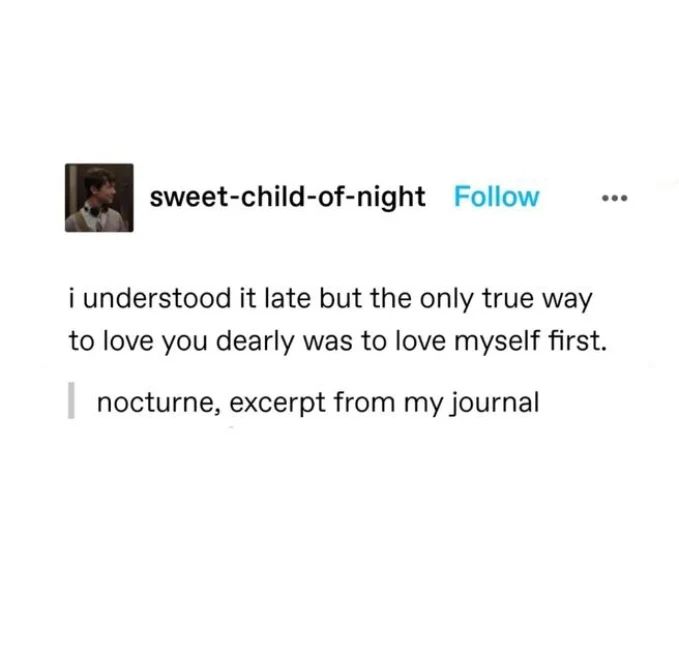 sweet-child-of-night Follow ...
i understood it late but the only true way
to love you dearly was to love myself first.
nocturne, excerpt from my journal